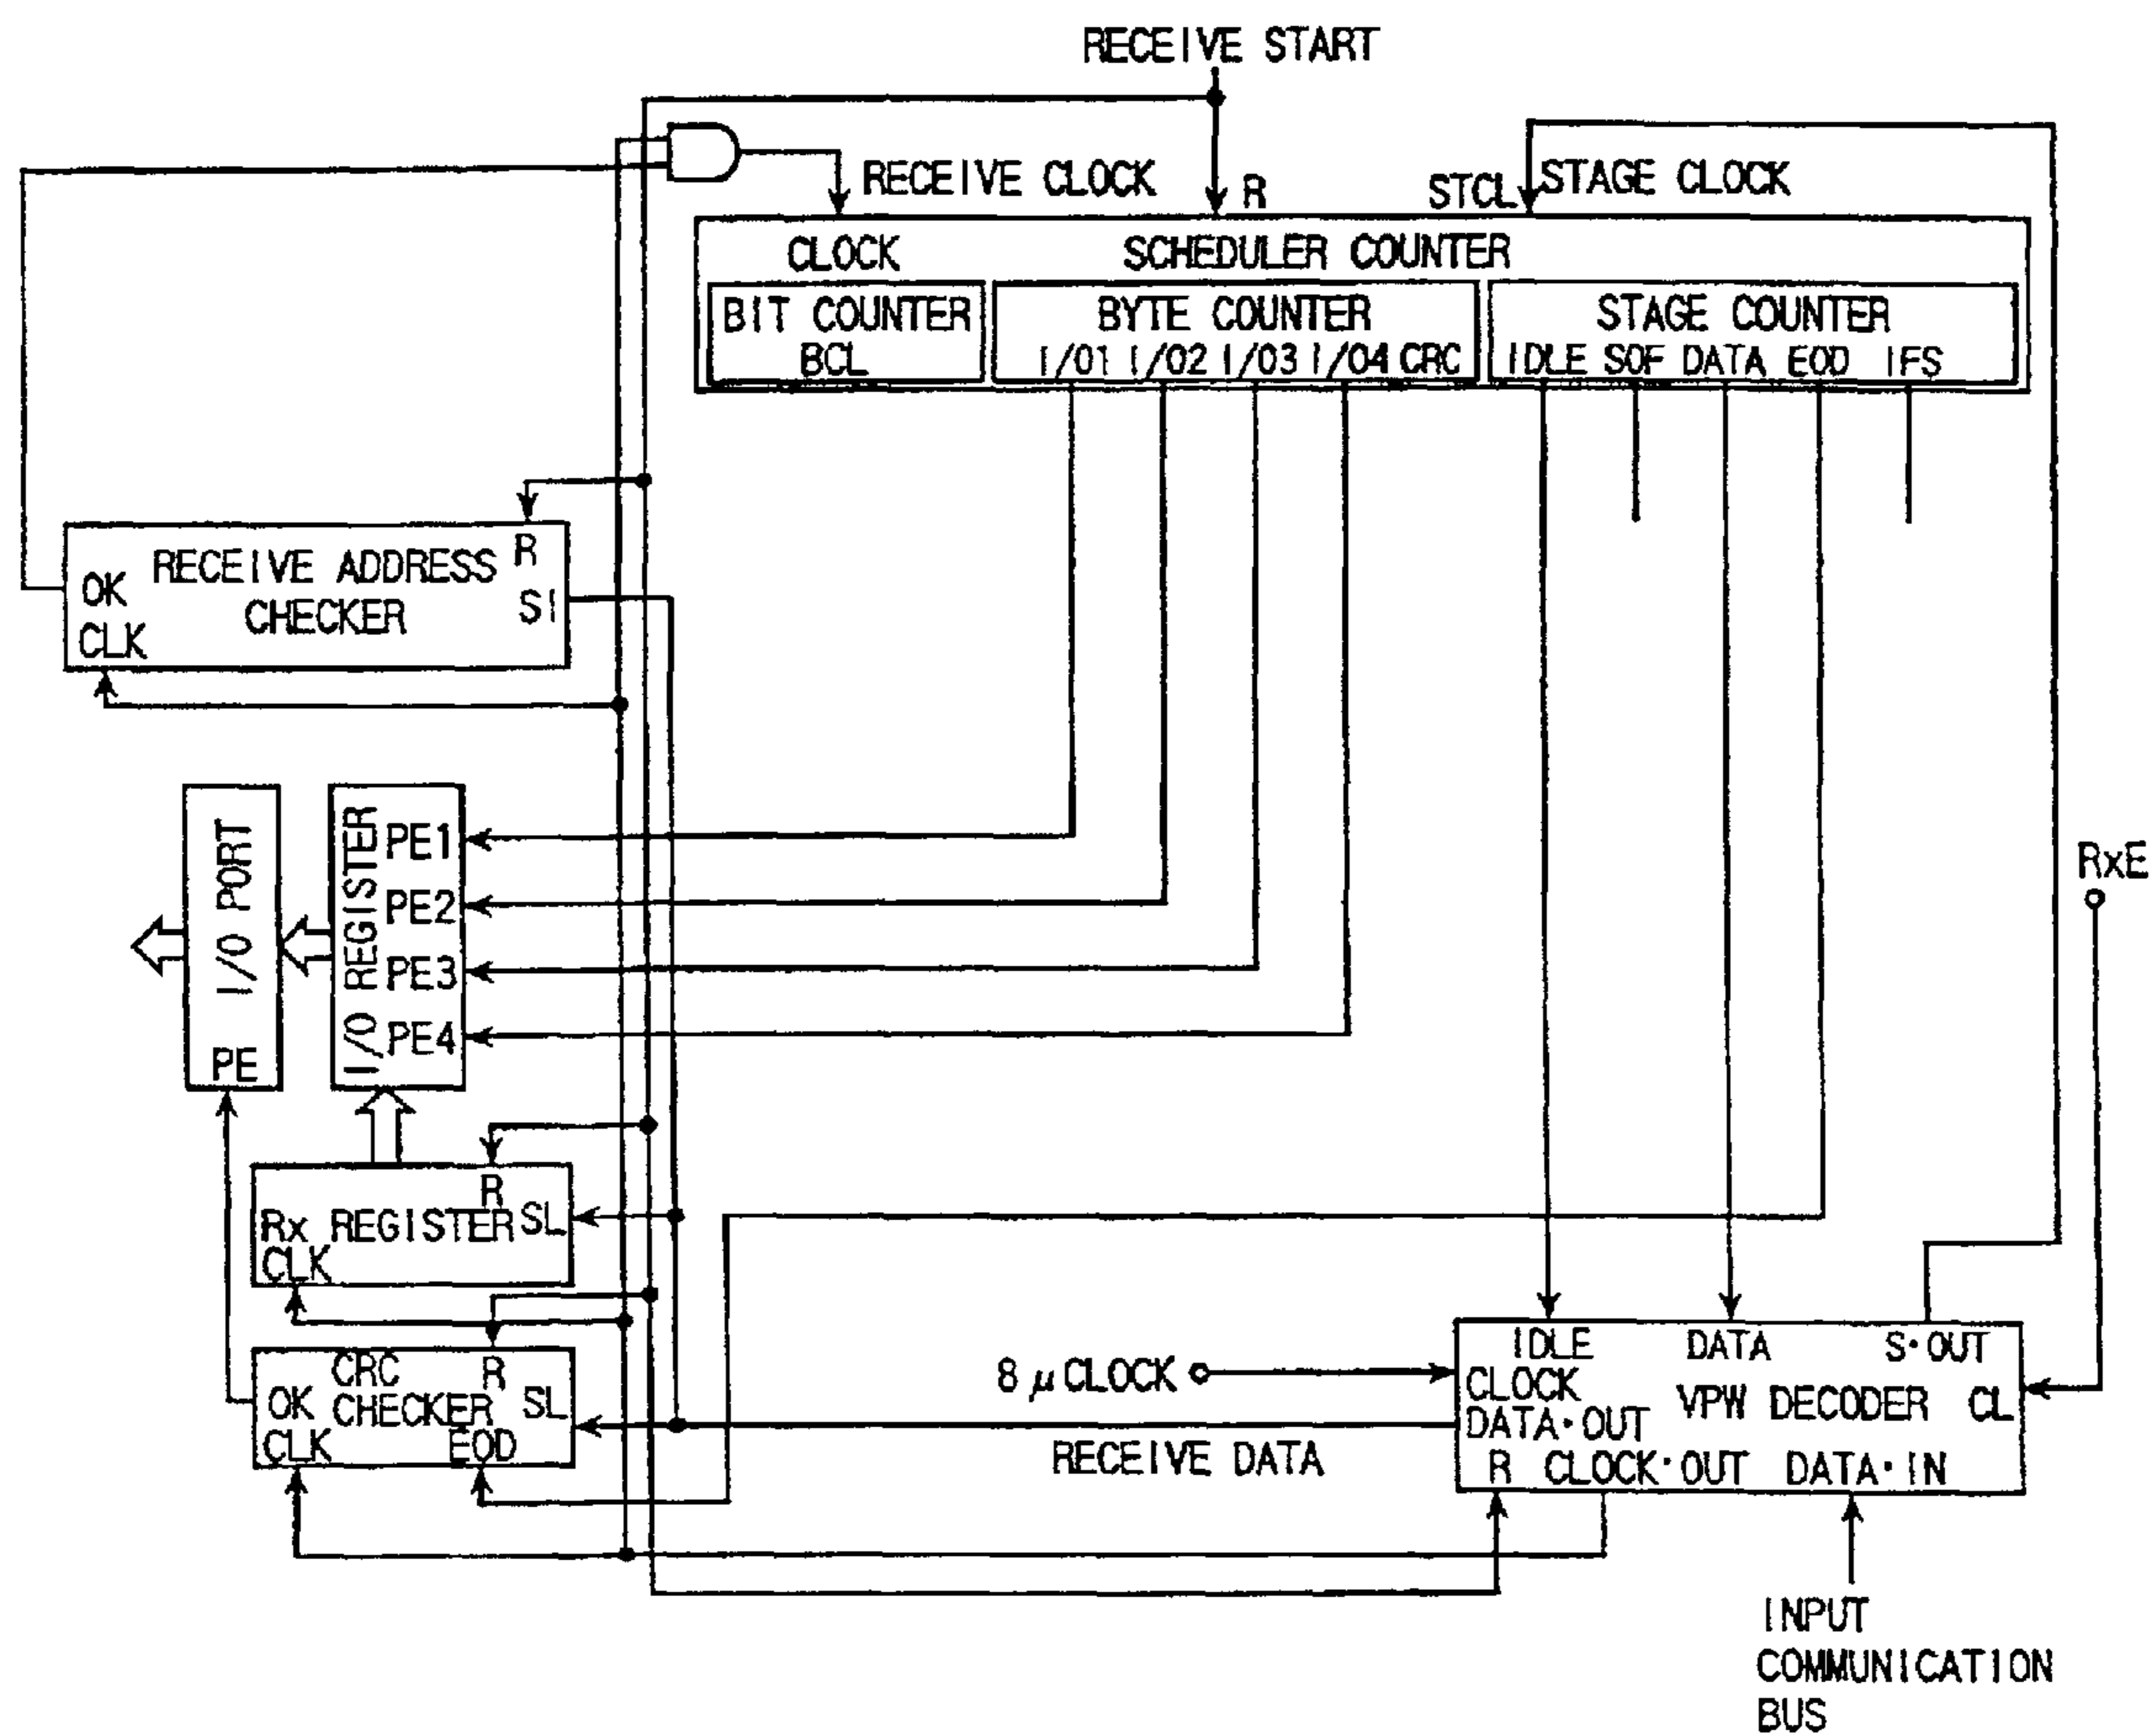 RECEIVE START
RECEIVE CLOCK
R
STCL
STAGE CLOCK
CLOCK
SCHEDULER COUNTER
BIT COUNTER
BCL
BYTE COUNTER
I/O1 I/O2 I/O3 I/O4 CRC
STAGE COUNTER
IDLE SOF DATA EOD IFS
R
RECEIVE ADDRESS
CHECKER
OK
SI
CLK
I/O PORT
PE
I/O REGISTER
PE1
PE2
PE3
PE4
RxE
R
Rx REGISTER
SL
CLK
CRC
CHECKER
R
OK
SL
CLK
EOD
8 μ CLOCK
RECEIVE DATA
IDLE
DATA
S·OUT
CLOCK
VPW DECODER
CL
DATA·OUT
R
CLOCK·OUT
DATA·IN
INPUT
COMMUNICATION
BUS